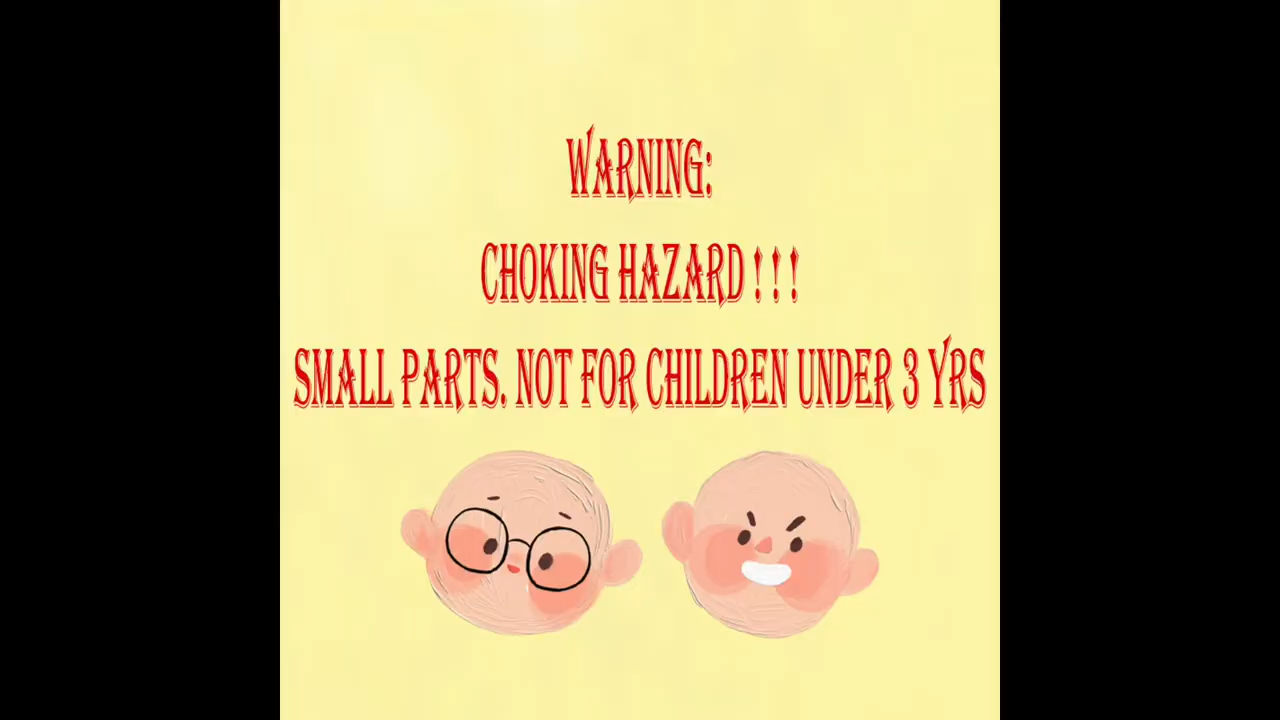 WARNING:
CHOKING HAZARD!!!
SMALL PARTS. NOT FOR CHILDREN UNDER 3 YRS